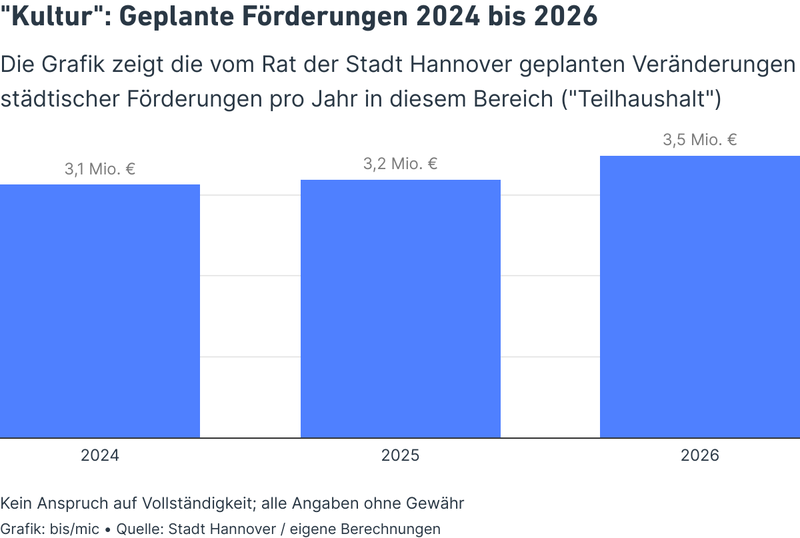 "Kultur": Geplante Förderungen 2024 bis 2026
Die Grafik zeigt die vom Rat der Stadt Hannover geplanten Veränderungen
städtischer Förderungen pro Jahr in diesem Bereich ("Teilhaushalt")
3,1 Mio. €
3,2 Mio. €
3,5 Mio. €
2024
2025
2026
Kein Anspruch auf Vollständigkeit; alle Angaben ohne Gewähr
Grafik: bis/mic • Quelle: Stadt Hannover / eigene Berechnungen